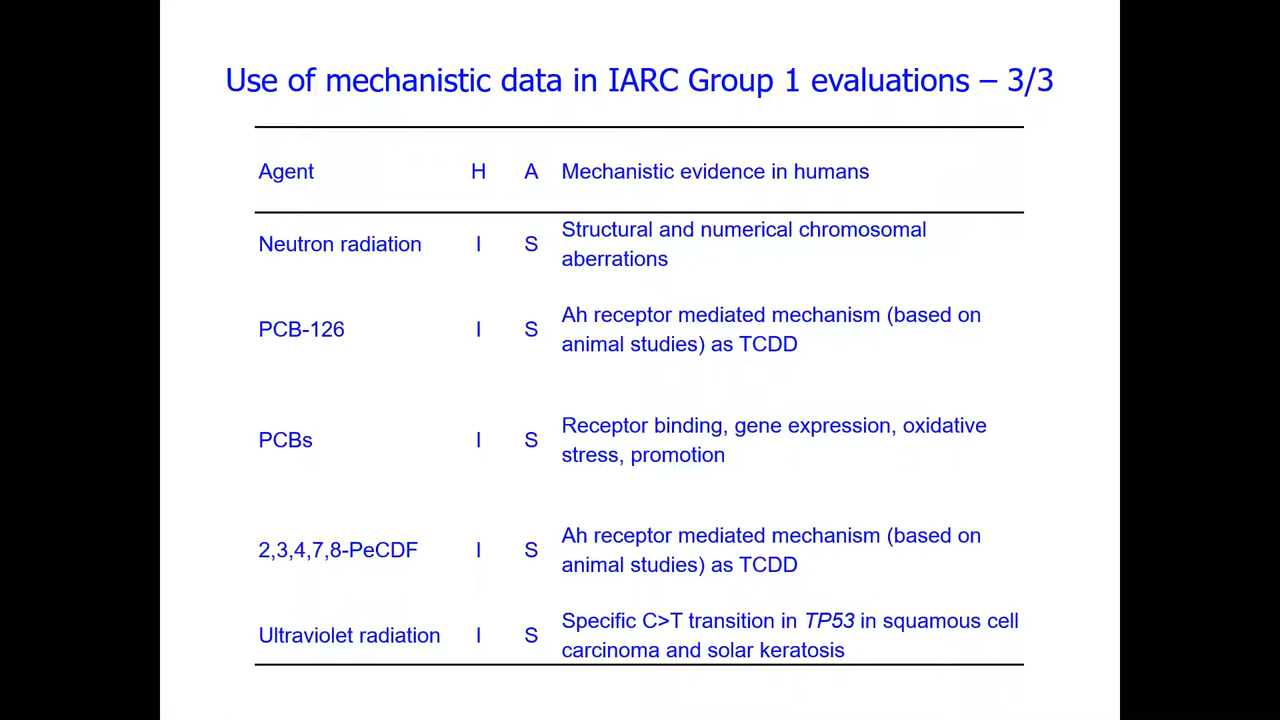 Use of mechanistic data in IARC Group 1 evaluations – 3/3
Agent H A Mechanistic evidence in humans
Neutron radiation I S Structural and numerical chromosomal
aberrations
PCB-126 I S Ah receptor mediated mechanism (based on
animal studies) as TCDD
PCBs I S Receptor binding, gene expression, oxidative
stress, promotion
2,3,4,7,8-PeCDF I S Ah receptor mediated mechanism (based on
animal studies) as TCDD
Ultraviolet radiation I S Specific C>T transition in TP53 in squamous cell
carcinoma and solar keratosis